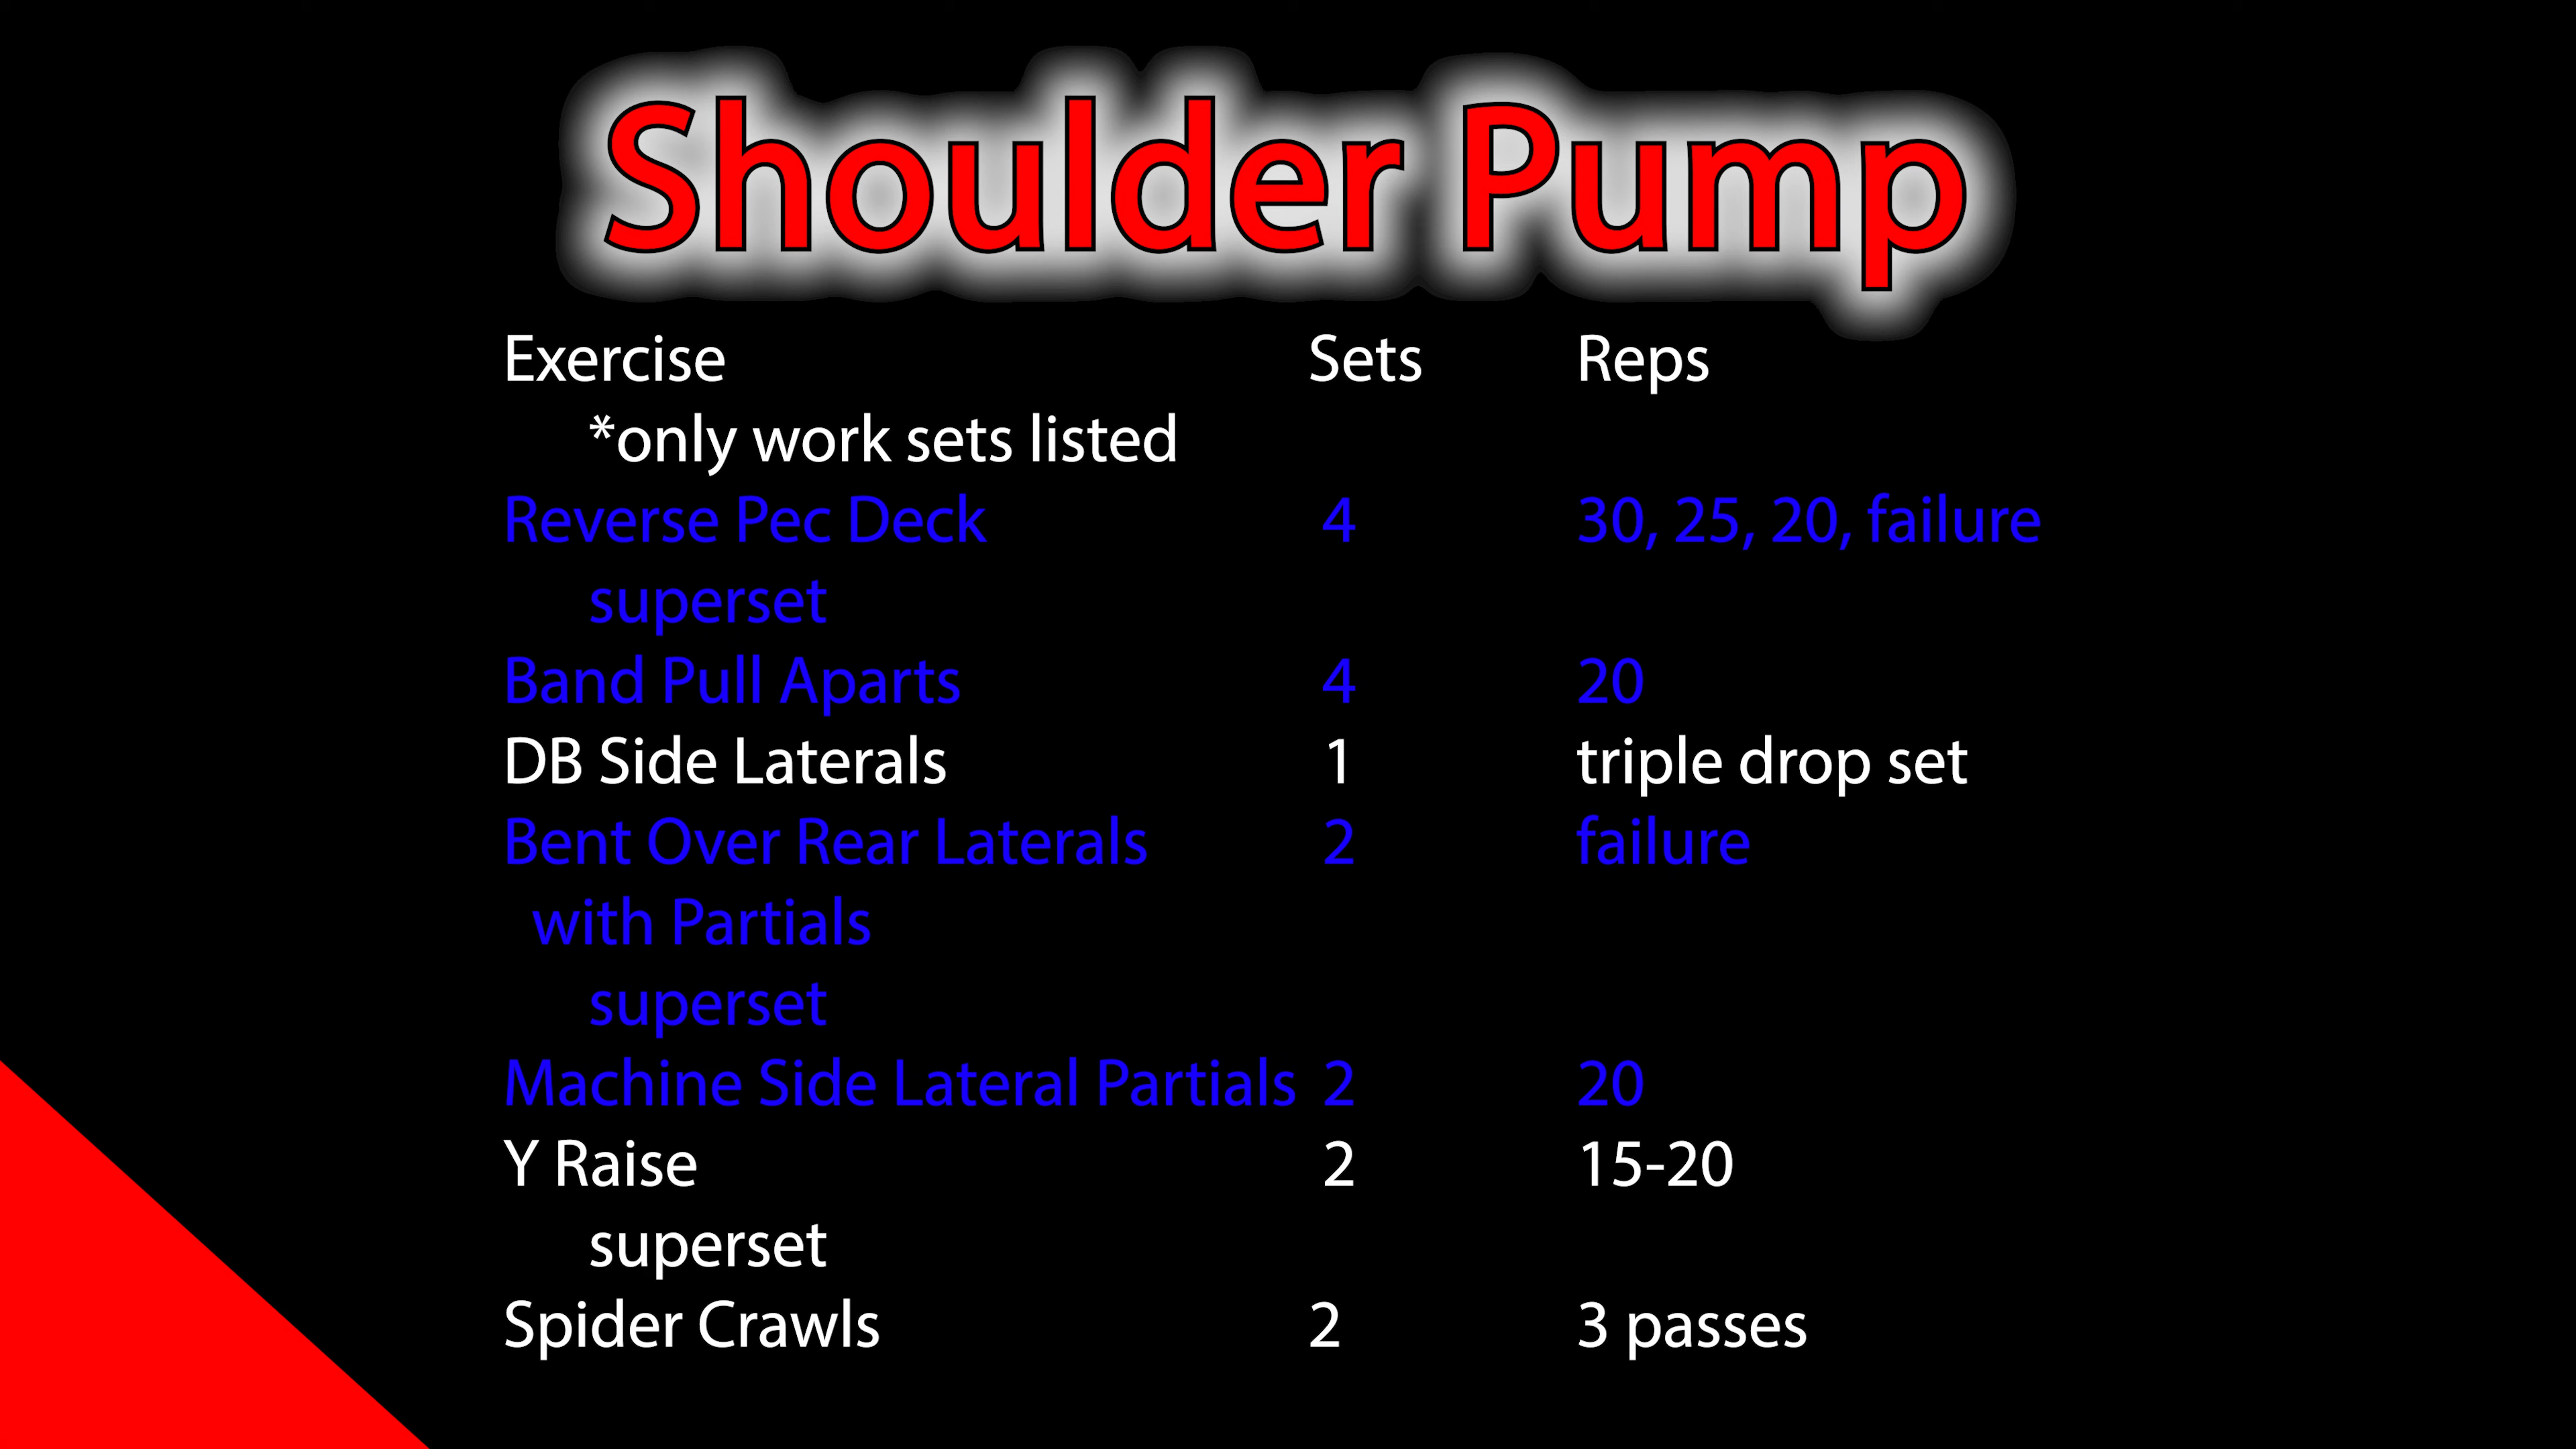 Shoulder Pump
Exercise Sets Reps
*only work sets listed
Reverse Pec Deck 4 30, 25, 20, failure
superset
Band Pull Aparts 4 20
DB Side Laterals 1 triple drop set
Bent Over Rear Laterals 2 failure
with Partials
superset
Machine Side Lateral Partials 2 20
Y Raise 2 15-20
superset
Spider Crawls 2 3 passes